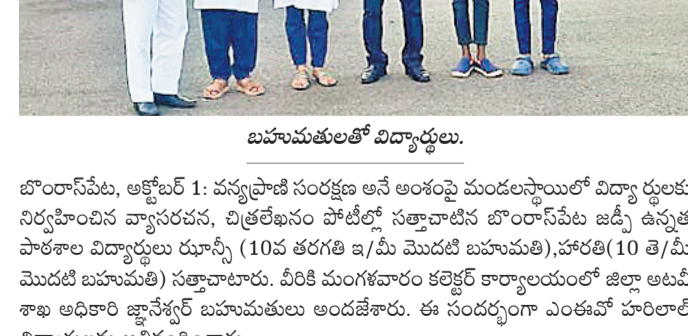 బహుమతులతో విద్యార్థులు.
బొంరాస్‌పేట, అక్టోబర్ 1: వన్యప్రాణి సంరక్షణ అనే అంశంపై మండలస్థాయిలో విద్యా ర్థులకు
నిర్వహించిన వ్యాసరచన, చిత్రలేఖనం పోటీల్లో సత్తాచాటిన బొంరాస్‌పేట జడ్పీ ఉన్నత
పాఠశాల విద్యార్థులు ఝాన్సీ (10వ తరగతి ఇ/మీ మొదటి బహుమతి),హారతి(10 తె/మీ
మొదటి బహుమతి) సత్తాచాటారు. వీరికి మంగళవారం కలెక్టర్ కార్యాలయంలో జిల్లా అటవీ
శాఖ అధికారి జ్ఞానేశ్వర్ బహుమతులు అందజేశారు. ఈ సందర్భంగా ఎంఈవో హరిలాల్